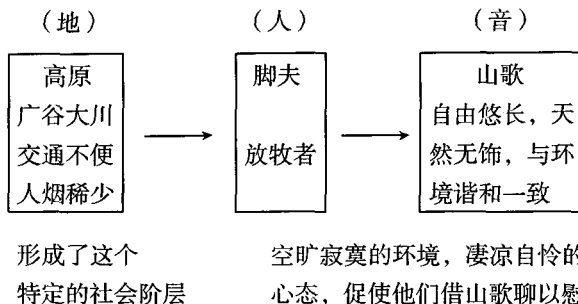 （地） （人） （音）
高原
广谷大川
交通不便
人烟稀少
脚夫
放牧者
山歌
自由悠长，天
然无饰，与环
境谐和一致
形成了这个
特定的社会阶层
空旷寂寞的环境，凄凉自怜的
心态，促使他们借山歌聊以慰